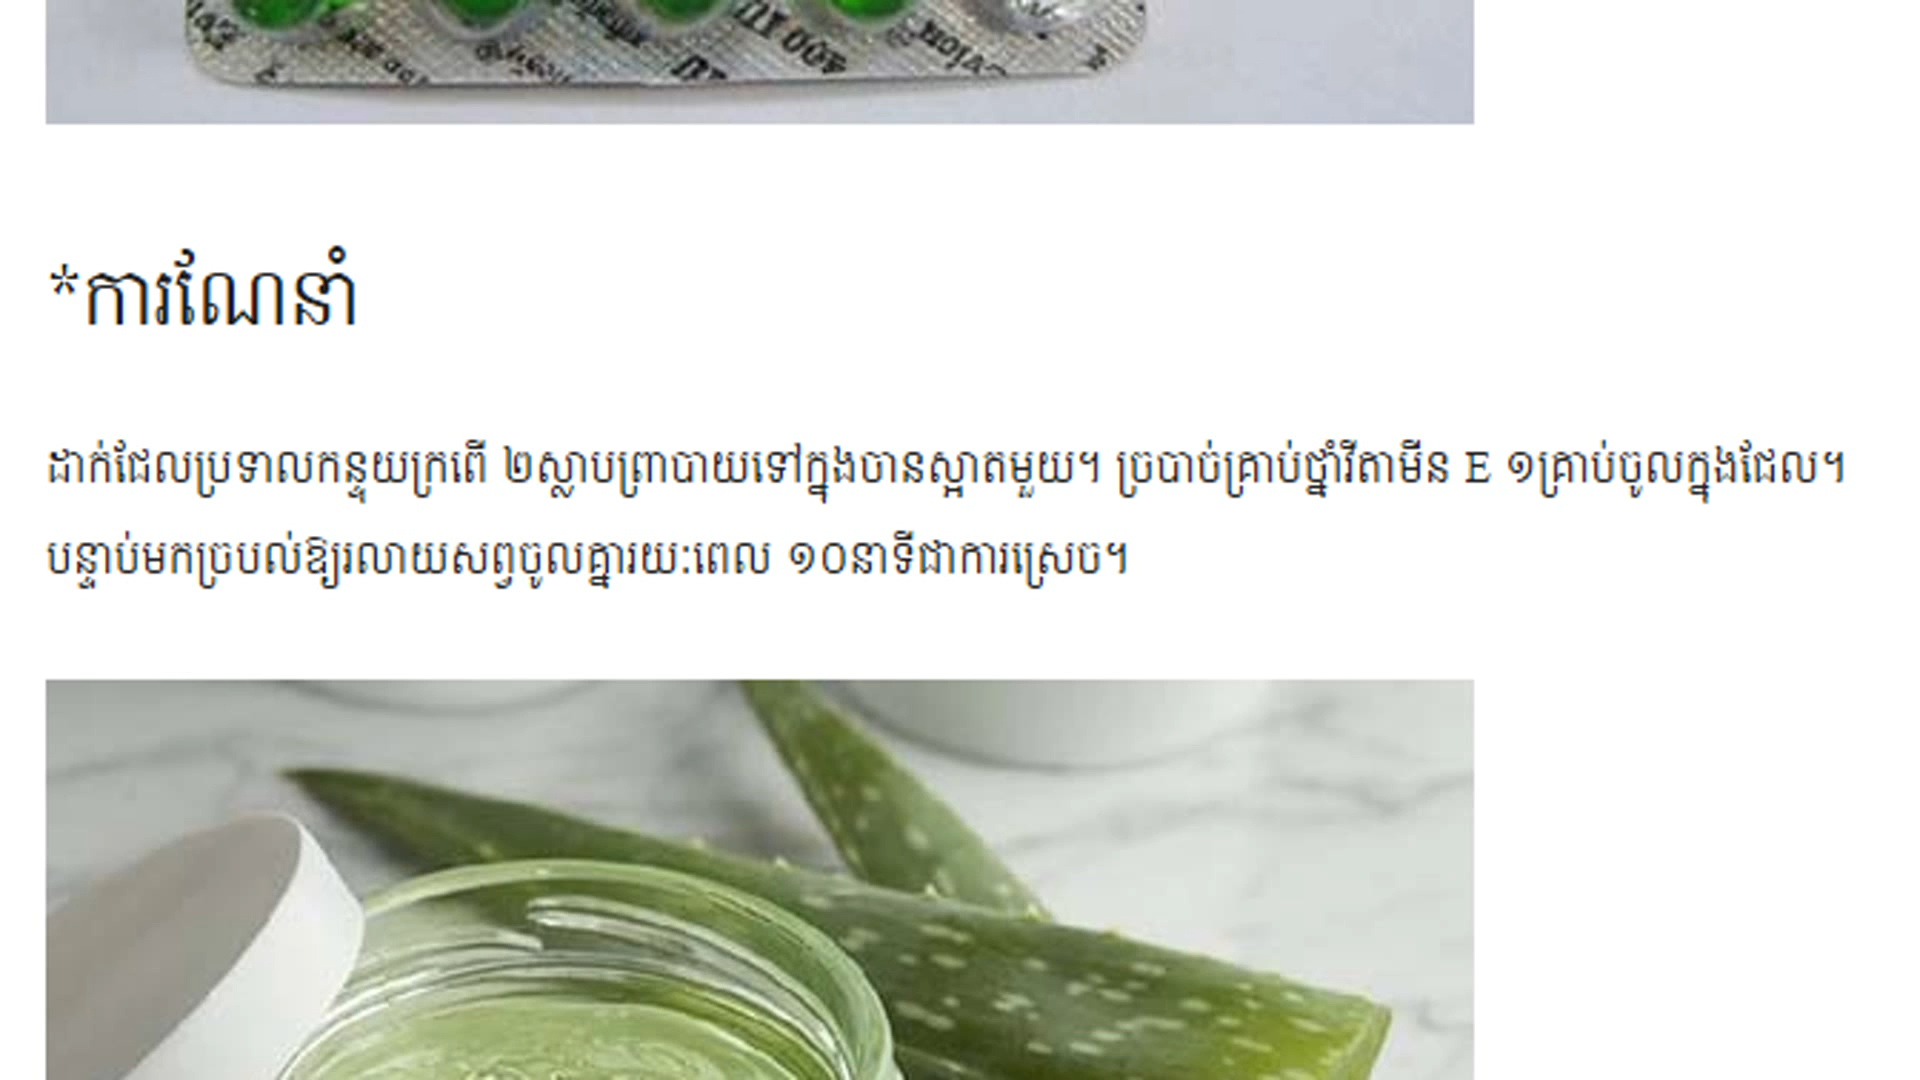 400 IU
*ការណែនាំ
ដាក់ជែលប្រទាលកន្ទុយក្រពើ ២ស្លាបព្រាបាយទៅក្នុងចានស្អាតមួយ។ ច្របាច់គ្រាប់ថ្នាំវីតាមីន E ១គ្រាប់ចូលក្នុងជែល។
បន្ទាប់មកច្របល់ឱ្យរលាយសព្វចូលគ្នារយៈពេល ១០នាទីជាការស្រេច។